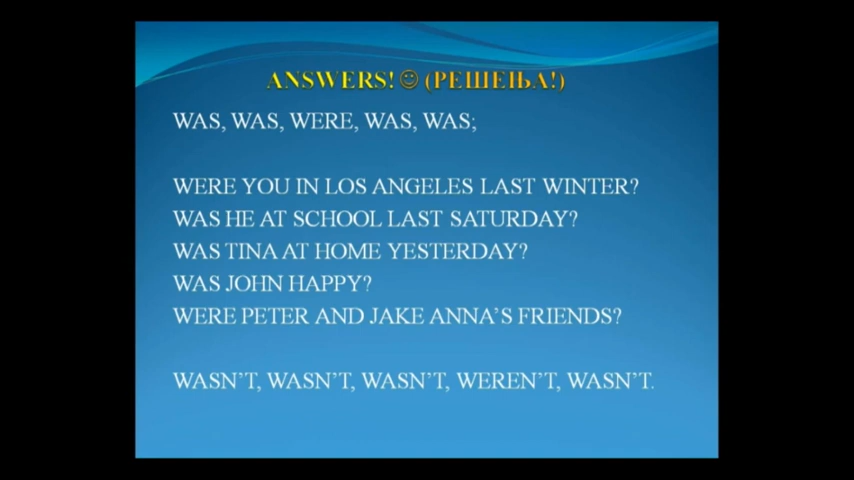 ANSWERS!☺(РЕШЕЊА!)
WAS, WAS, WERE, WAS, WAS;
WERE YOU IN LOS ANGELES LAST WINTER?
WAS HE AT SCHOOL LAST SATURDAY?
WAS TINA AT HOME YESTERDAY?
WAS JOHN HAPPY?
WERE PETER AND JAKE ANNA’S FRIENDS?
WASN’T, WASN’T, WASN’T, WEREN’T, WASN’T.